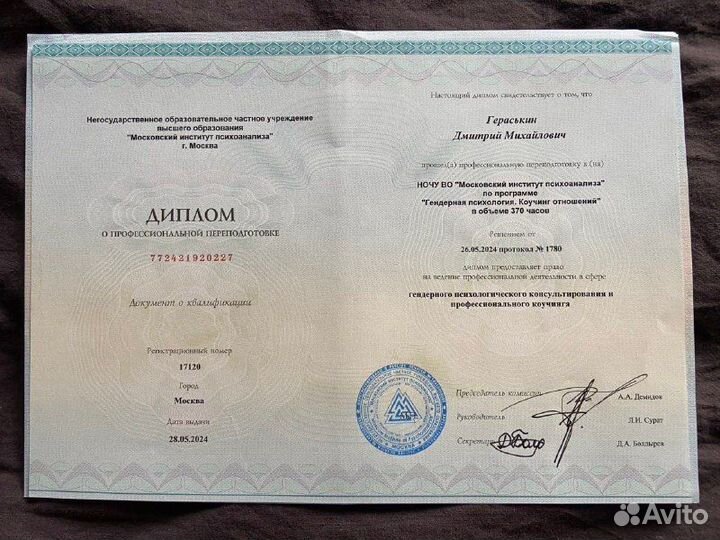 Негосударственное образовательное частное учреждение
высшего образования
"Московский институт психоанализа"
г. Москва
ДИПЛОМ
О ПРОФЕССИОНАЛЬНОЙ ПЕРЕПОДГОТОВКЕ
772421920227
Документ о квалификации
Регистрационный номер
17120
Город
Москва
Дата выдачи
28.05.2024
Настоящий диплом свидетельствует о том, что
Гераськин
Дмитрий Михайлович
прошел(а) профессиональную переподготовку в (на)
НОЧУ ВО "Московский институт психоанализа"
по программе
"Гендерная психология. Коучинг отношений"
в объеме 370 часов
Решением от
26.05.2024 протокол № 1780
диплом предоставляет право
на ведение профессиональной деятельности в сфере
гендерного психологического консультирования и
профессионального коучинга
Председатель комиссии А.А. Демидов
Руководитель Л.И. Сурат
Секретарь Д.А. Болдырев
МОСКВА
Avito